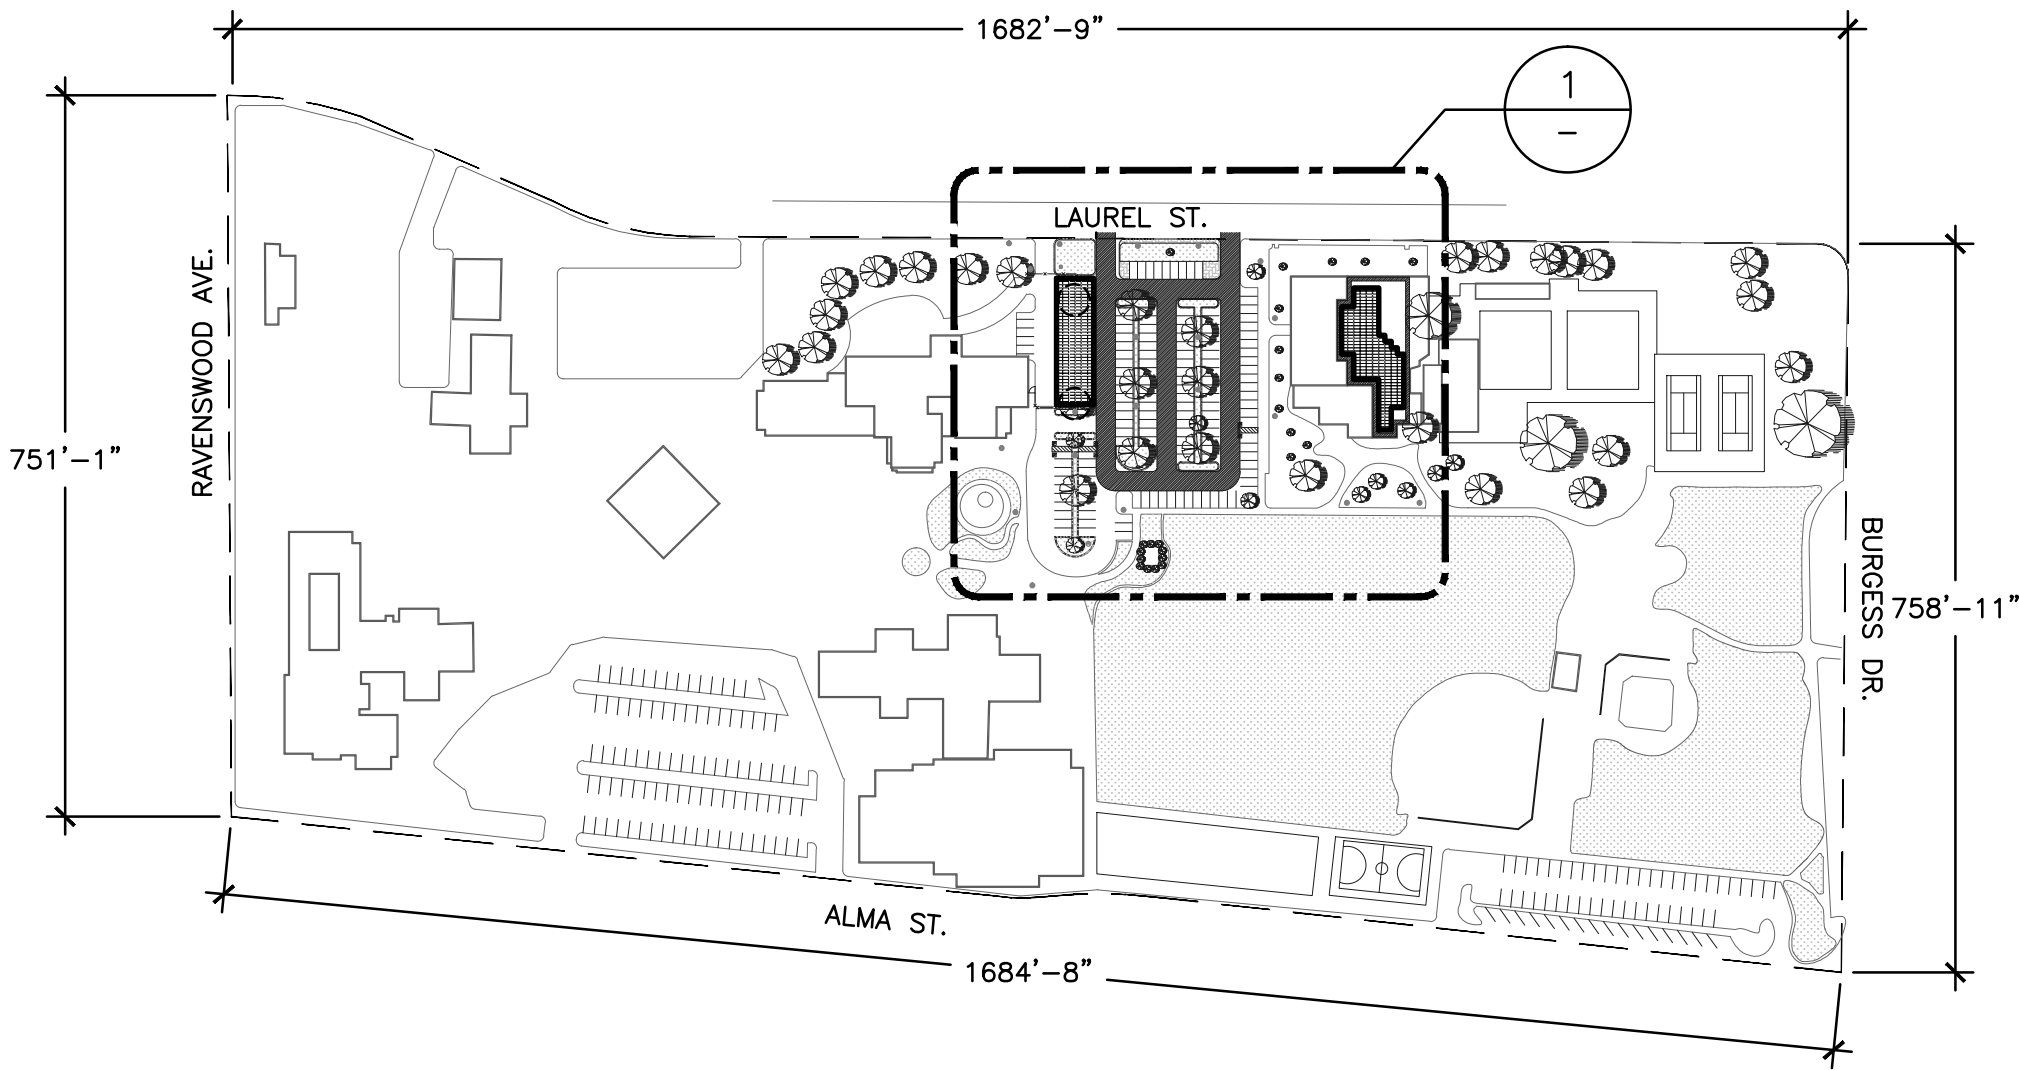 1682'-9"
1
-
LAUREL ST.
RAVENSWOOD AVE.
751'-1"
BURGESS DR.
758'-11"
ALMA ST.
1684'-8"